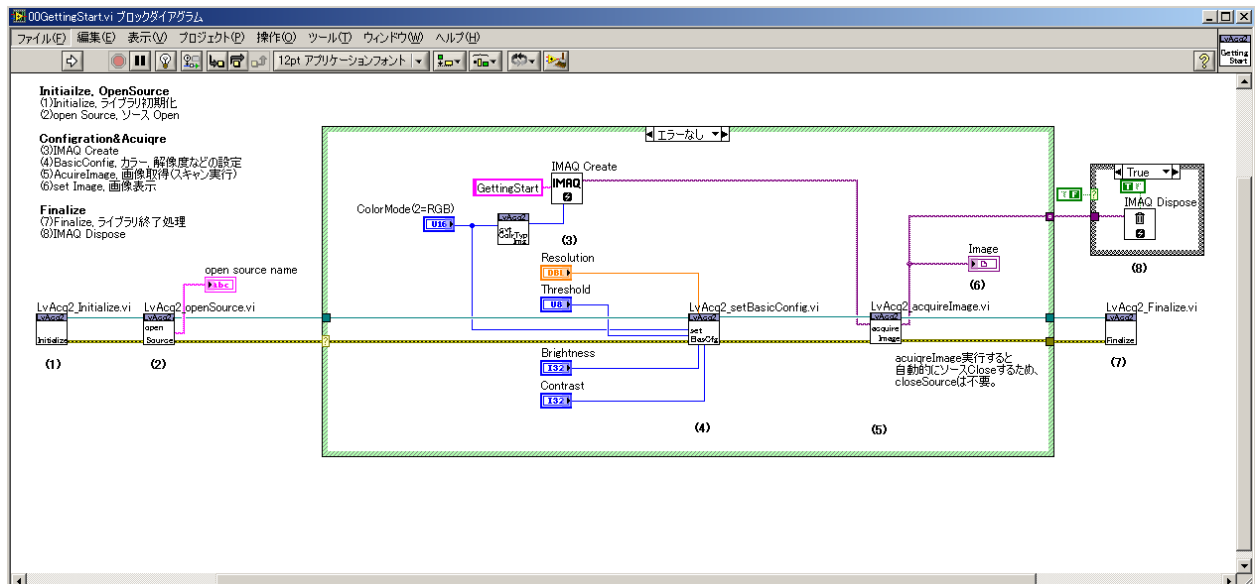 00GettingStart.vi ブロックダイアグラム
ファイル(F) 編集(E) 表示(V) プロジェクト(P) 操作(O) ツール(T) ウィンドウ(W) ヘルプ(H)
12pt アプリケーションフォント
LvAcq2
Getting
Start
Initiailze, OpenSource
(1)Initialize, ライブラリ初期化
(2)open Source, ソース Open
Configration&Acuiqre
(3)IMAQ Create
(4)BasicConfig, カラー, 解像度などの設定
(5)AcuireImage, 画像取得(スキャン実行)
(6)set Image, 画像表示
Finalize
(7)Finalize, ライブラリ終了処理
(8)IMAQ Dispose
エラーなし
IMAQ Create
GettingStart
IMAQ
ColorMode(2=RGB)
U16
LvAcq2
(3)
Resolution
DBL
Threshold
U8
True
T F
T F
IMAQ Dispose
(8)
Image
(6)
open source name
abc
LvAcq2_Initialize.vi
LvAcq2
Initialize
(1)
LvAcq2_openSource.vi
LvAcq2
open
Source
(2)
LvAcq2_setBasicConfig.vi
LvAcq2
set
BasCfg
(4)
LvAcq2_acquireImage.vi
LvAcq2
acquire
Image
acuiqreImage実行すると
自動的にソースCloseするため、
closeSourceは不要。
(5)
LvAcq2_Finalize.vi
LvAcq2
Finalize
(7)
Brightness
I32
Contrast
I32